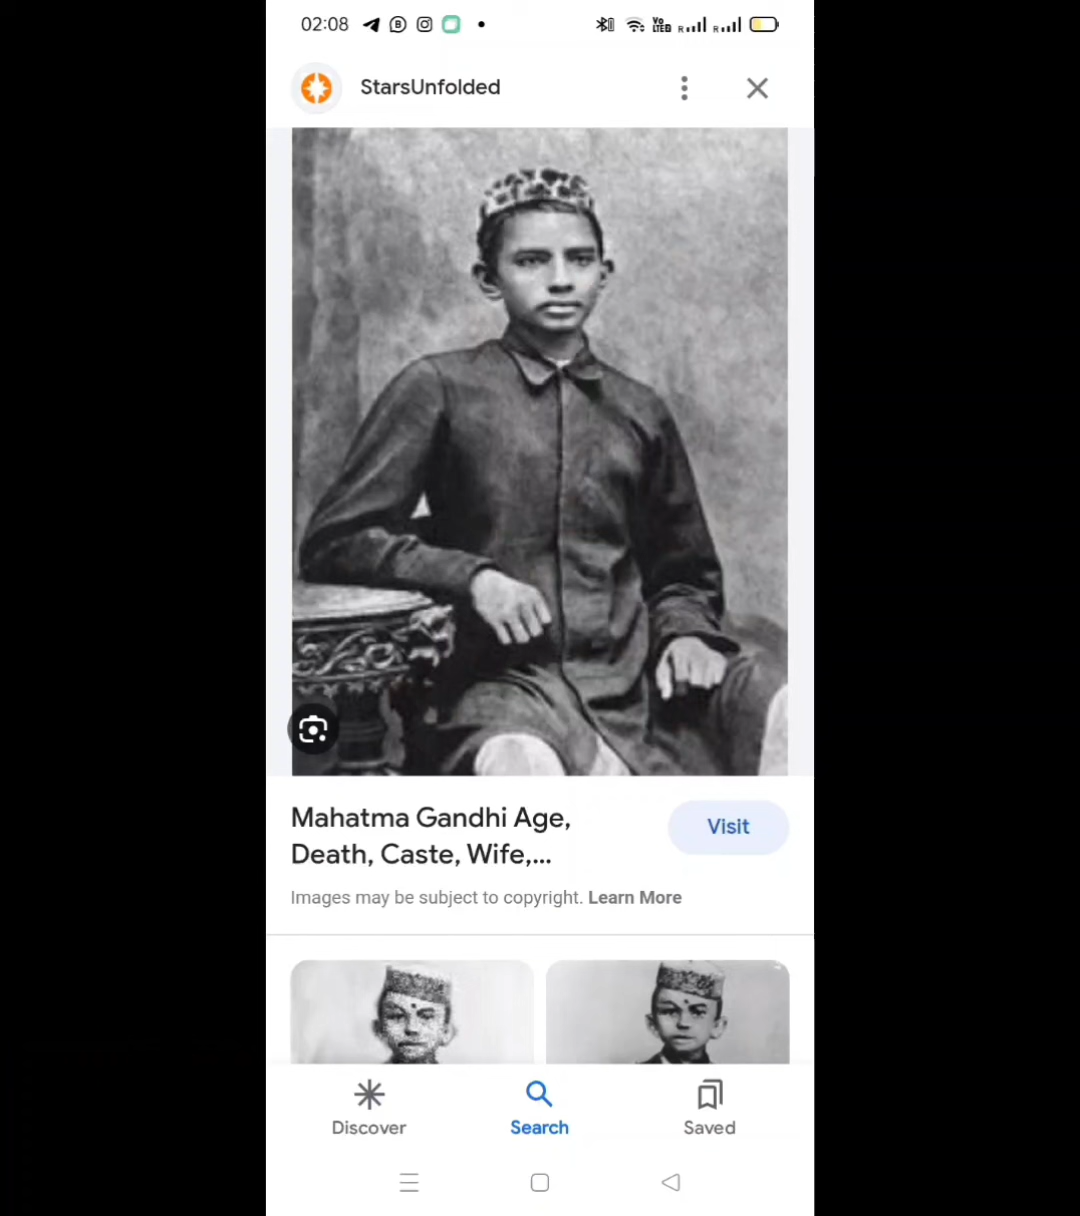 02:08
StarsUnfolded
Mahatma Gandhi Age,
Death, Caste, Wife,...
Visit
Images may be subject to copyright. Learn More
Discover
Search
Saved